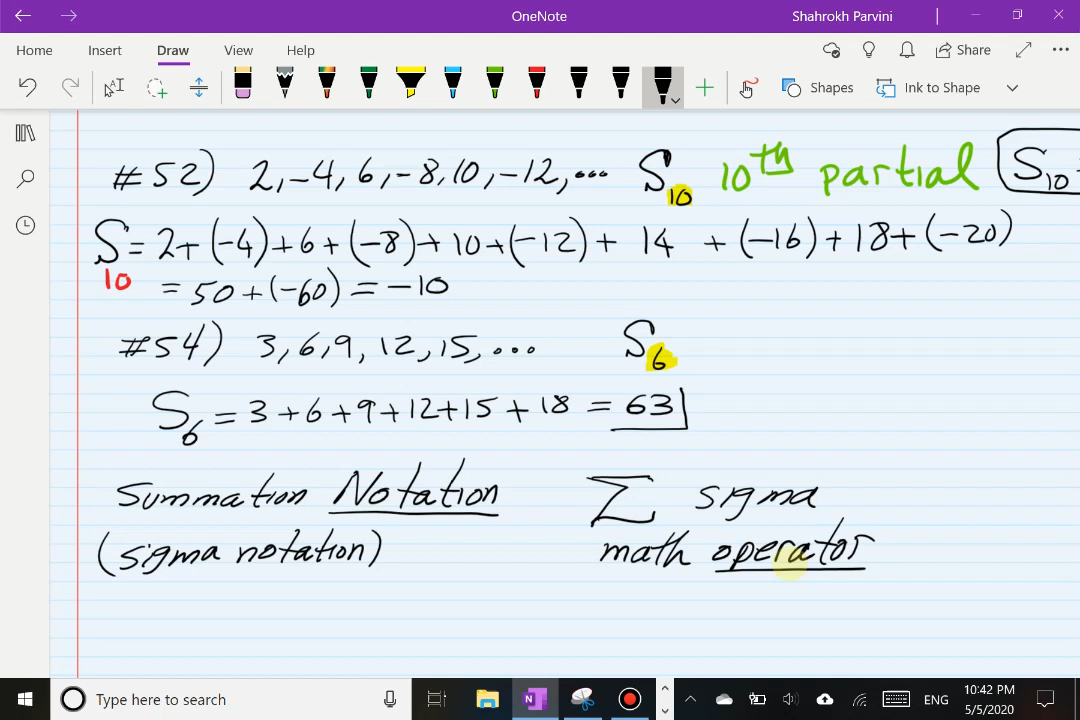 OneNote
Shahrokh Parvini
Home Insert Draw View Help
Share
Shapes
Ink to Shape
#52) 2, -4, 6, -8, 10, -12, ... S10 10th partial S10
S10 = 2 + (-4) + 6 + (-8) + 10 + (-12) + 14 + (-16) + 18 + (-20)
= 50 + (-60) = -10
#54) 3, 6, 9, 12, 15, ... S6
S6 = 3 + 6 + 9 + 12 + 15 + 18 = 63
Summation Notation Σ sigma
(sigma notation) math operator
Type here to search
ENG
10:42 PM
5/5/2020